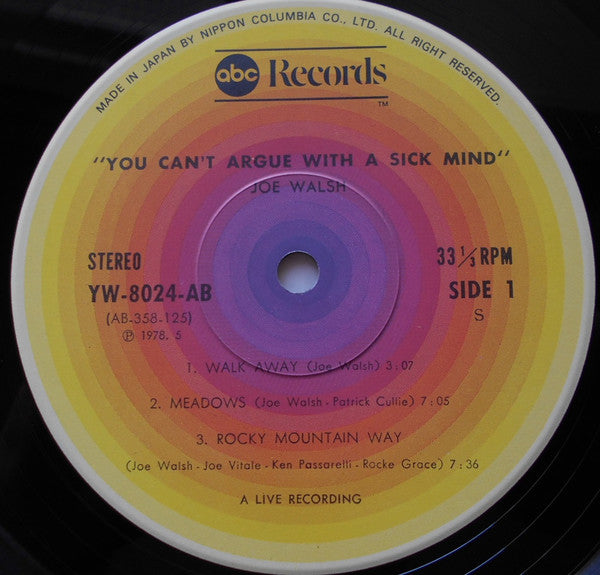 MADE IN JAPAN BY NIPPON COLUMBIA CO., LTD. ALL RIGHT RESERVED.
abc Records
TM
"YOU CAN'T ARGUE WITH A SICK MIND"
JOE WALSH
STEREO 33 1/3 RPM
YW-8024-AB SIDE 1
(AB-358-125) S
Ⓟ 1978. 5
1. WALK AWAY (Joe Walsh) 3:07
2. MEADOWS (Joe Walsh - Patrick Cullie) 7:05
3. ROCKY MOUNTAIN WAY
(Joe Walsh - Joe Vitale - Ken Passarelli - Rocke Grace) 7:36
A LIVE RECORDING